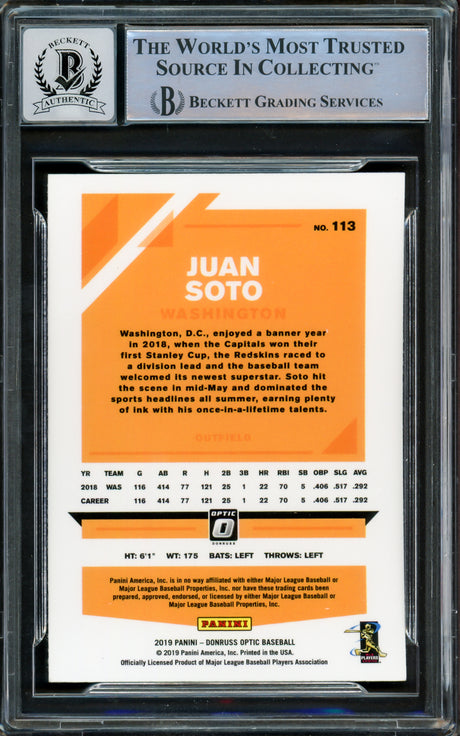 BECKETT
B
AUTHENTIC
THE WORLD'S MOST TRUSTED
SOURCE IN COLLECTING™
B BECKETT GRADING SERVICES
NO. 113
JUAN
SOTO
WASHINGTON
Washington, D.C., enjoyed a banner year
in 2018, when the Capitals won their
first Stanley Cup, the Redskins raced to
a division lead and the baseball team
welcomed its newest superstar. Soto hit
the scene in mid-May and dominated the
sports headlines all summer, earning plenty
of ink with his once-in-a-lifetime talents.
OUTFIELD
YR TEAM G AB R H 2B 3B HR RBI SB OBP SLG AVG
2018 WAS 116 414 77 121 25 1 22 70 5 .406 .517 .292
CAREER 116 414 77 121 25 1 22 70 5 .406 .517 .292
OPTIC
DONRUSS
HT: 6'1" WT: 175 BATS: LEFT THROWS: LEFT
Panini America, Inc. is in no way affiliated with either Major League Baseball or
Major League Baseball Properties, Inc. nor have these trading cards been
prepared, approved, endorsed, or licensed by either Major League Baseball or
Major League Baseball Properties, Inc.
PANINI
2019 PANINI – DONRUSS OPTIC BASEBALL
© 2019 Panini America, Inc. Printed in the USA.
Officially Licensed Product of Major League Baseball Players Association
PLAYERS